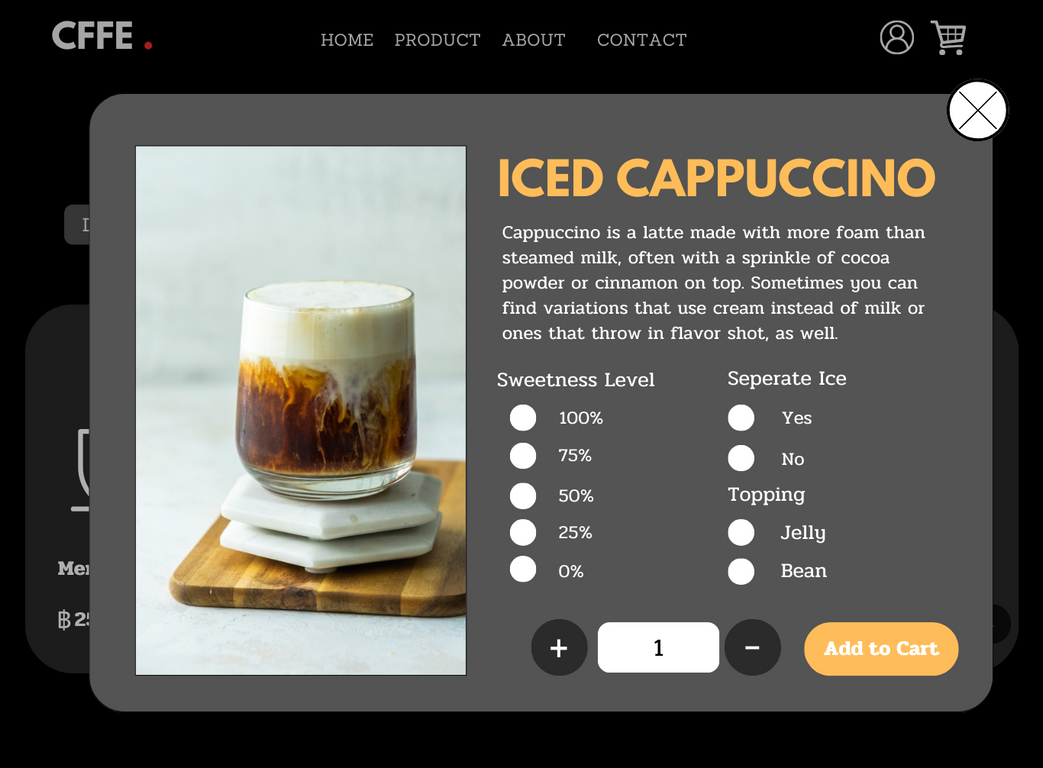 CFFE .
HOME PRODUCT ABOUT CONTACT
ICED CAPPUCCINO
Cappuccino is a latte made with more foam than
steamed milk, often with a sprinkle of cocoa
powder or cinnamon on top. Sometimes you can
find variations that use cream instead of milk or
ones that throw in flavor shot, as well.
Sweetness Level
100%
75%
50%
25%
0%
Seperate Ice
Yes
No
Topping
Jelly
Bean
+ 1 −
Add to Cart